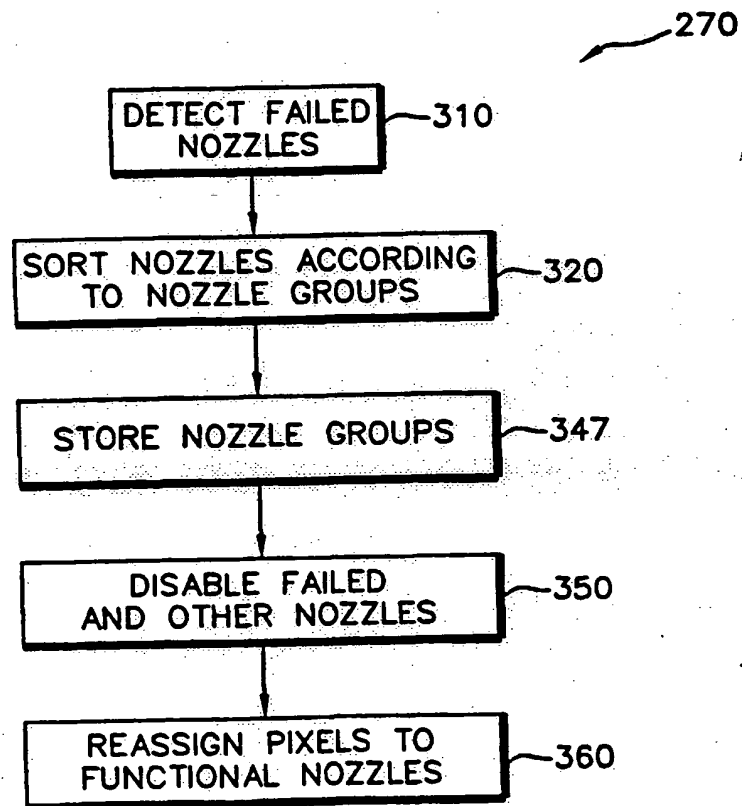 270
DETECT FAILED
NOZZLES
310
SORT NOZZLES ACCORDING
TO NOZZLE GROUPS
320
STORE NOZZLE GROUPS
347
DISABLE FAILED
AND OTHER NOZZLES
350
REASSIGN PIXELS TO
FUNCTIONAL NOZZLES
360